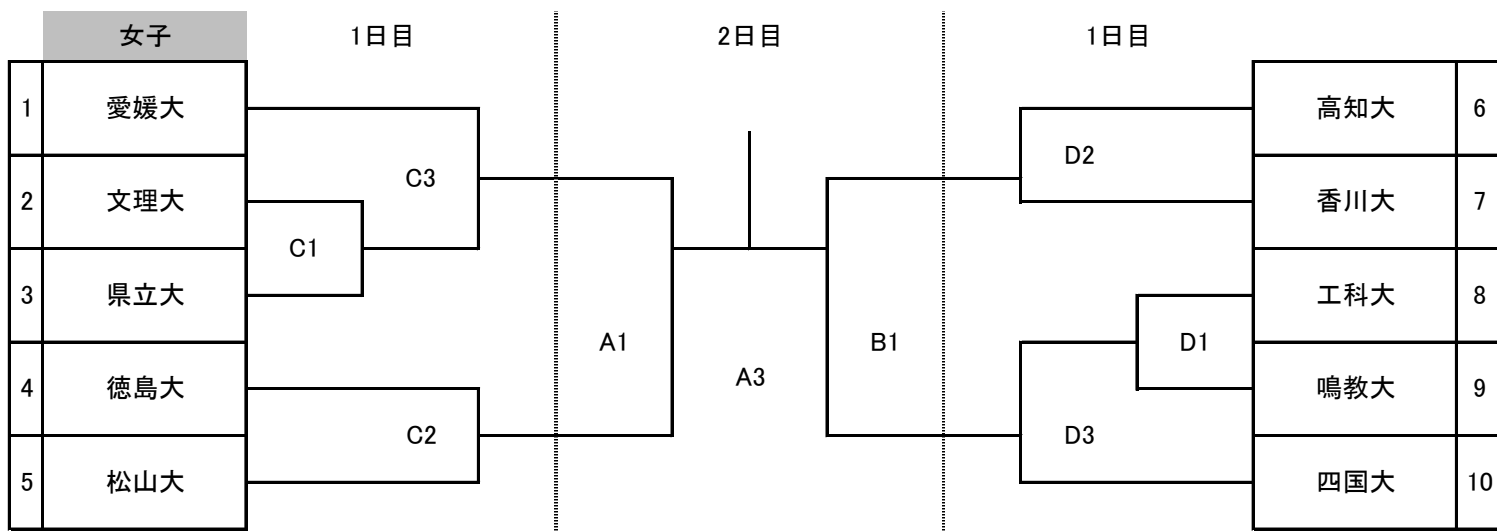 女子 1日目 2日目 1日目
1 愛媛大 高知大 6
D2
C3
2 文理大 香川大 7
C1
3 県立大 工科大 8
A1 B1 D1
A3
4 徳島大 鳴教大 9
C2 D3
5 松山大 四国大 10